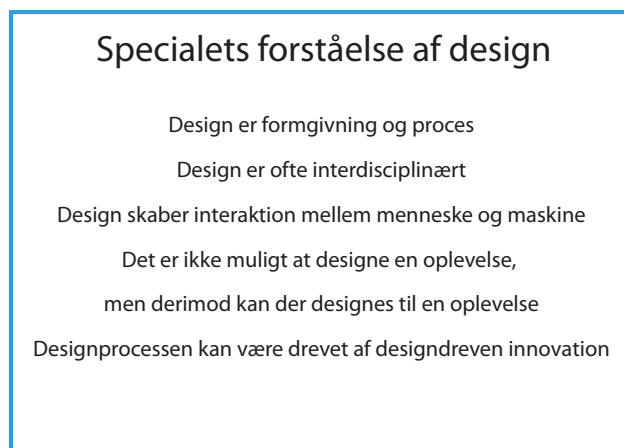 Specialets forståelse af design
Design er formgivning og proces
Design er ofte interdisciplinært
Design skaber interaktion mellem menneske og maskine
Det er ikke muligt at designe en oplevelse,
men derimod kan der designes til en oplevelse
Designprocessen kan være drevet af designdreven innovation